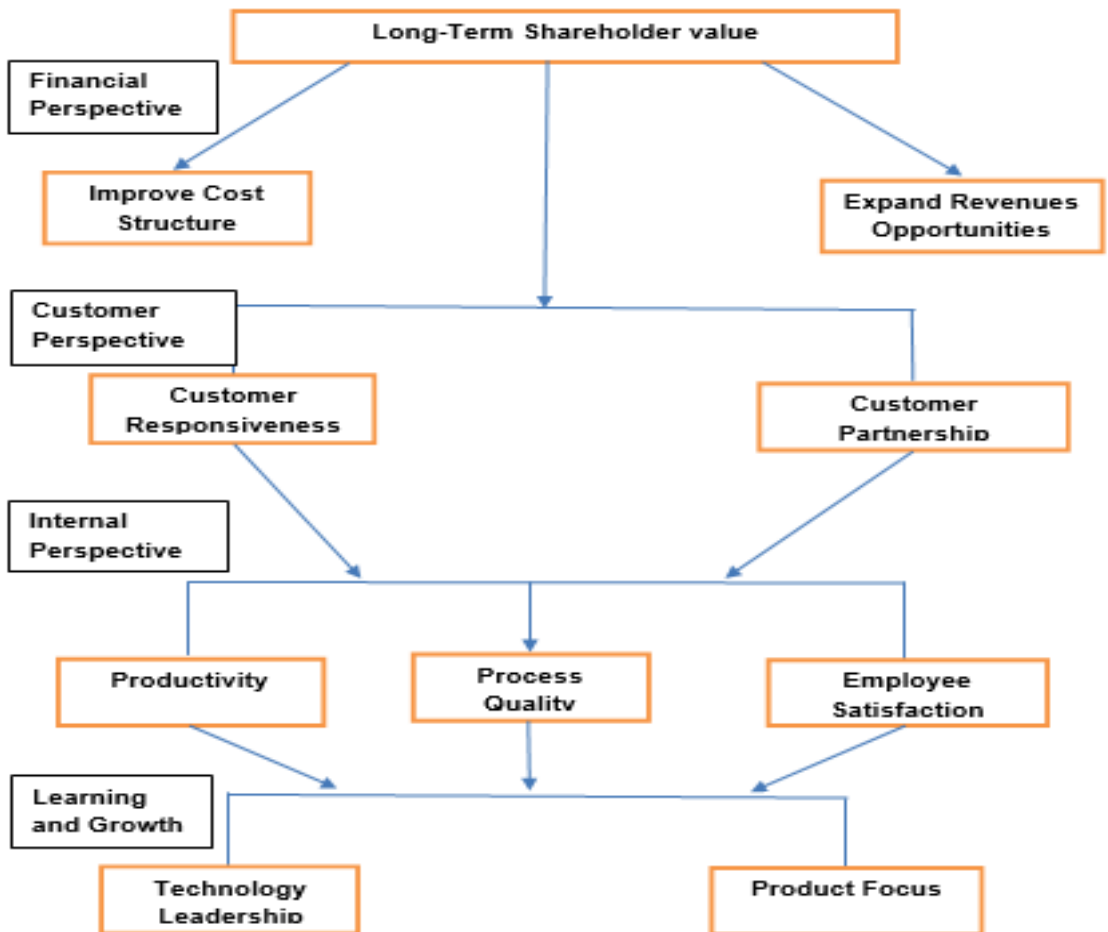 Long-Term Shareholder value
Financial
Perspective
Improve Cost
Structure
Expand Revenues
Opportunities
Customer
Perspective
Customer
Responsiveness
Customer
Partnership
Internal
Perspective
Productivity
Process
Quality
Employee
Satisfaction
Learning
and Growth
Technology
Leadership
Product Focus